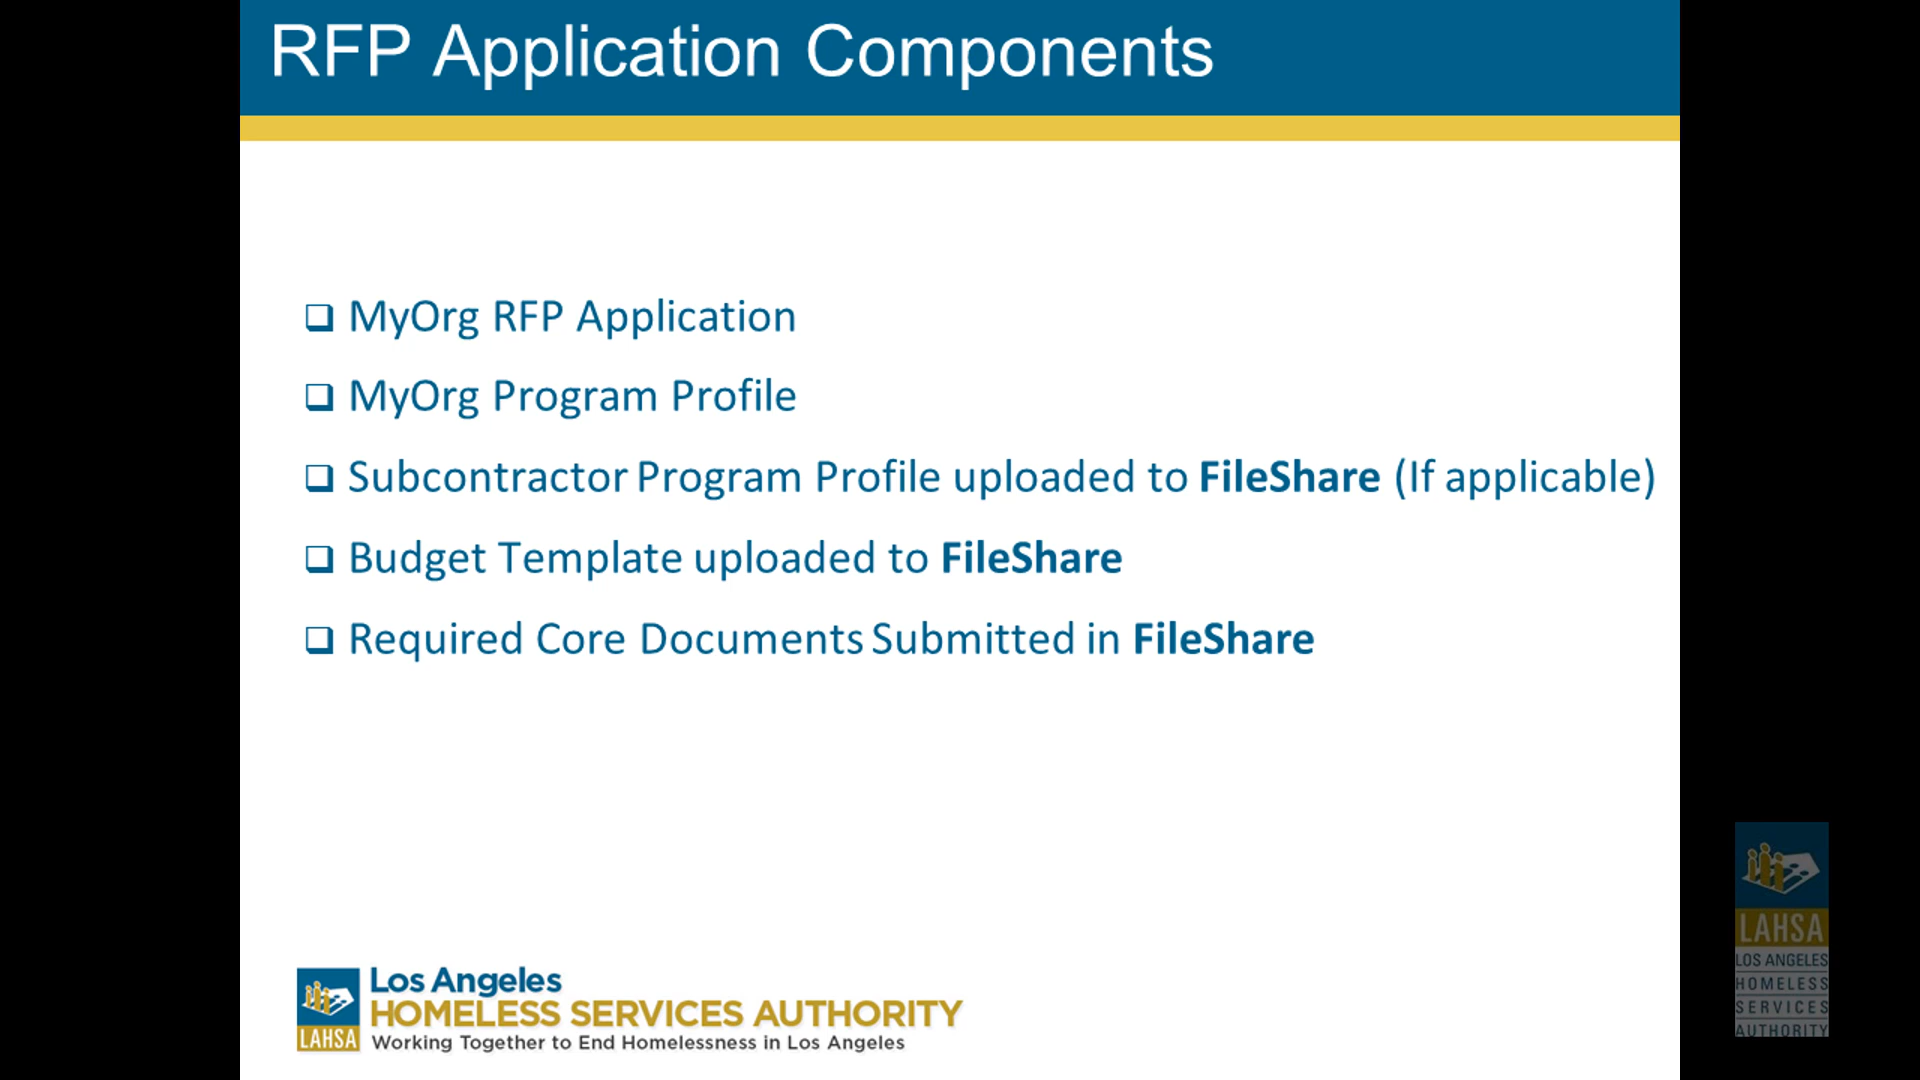 RFP Application Components
❑ MyOrg RFP Application
❑ MyOrg Program Profile
❑ Subcontractor Program Profile uploaded to FileShare (If applicable)
❑ Budget Template uploaded to FileShare
❑ Required Core Documents Submitted in FileShare
LAHSA
Los Angeles
HOMELESS SERVICES AUTHORITY
Working Together to End Homelessness in Los Angeles
LAHSA
LOS ANGELES
HOMELESS
SERVICES
AUTHORITY